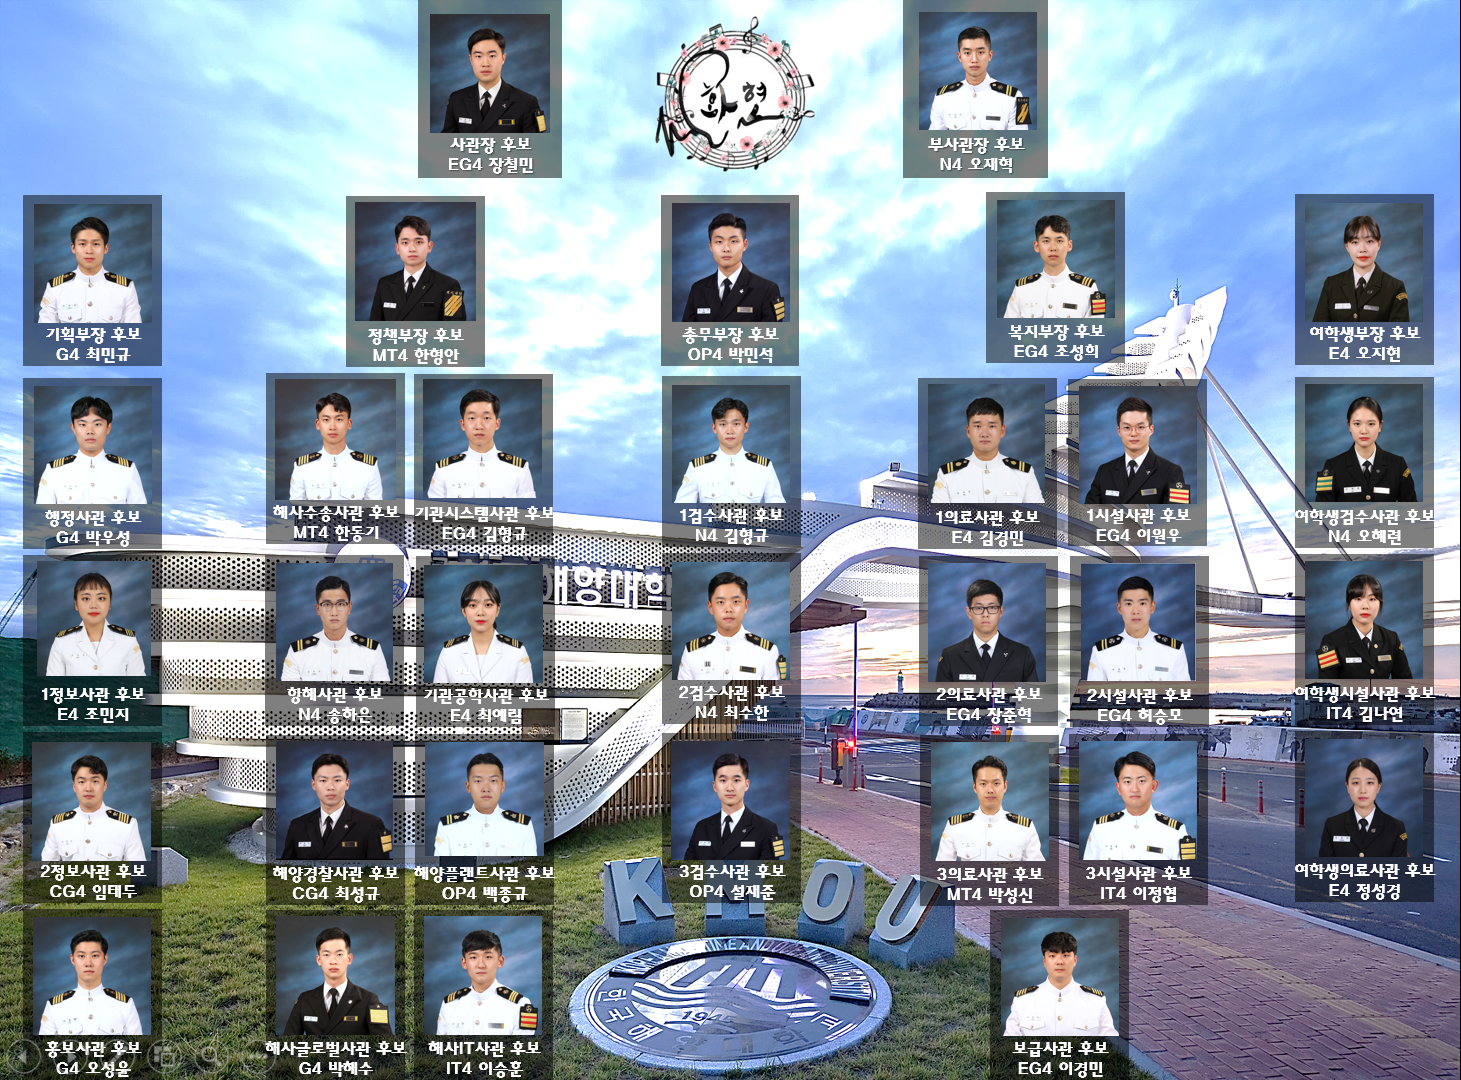 화현
사관장 후보
EG4 장철민
부사관장 후보
N4 오재혁
기획부장 후보
G4 최민규
정책부장 후보
MT4 한형안
총무부장 후보
OP4 박민석
복지부장 후보
EG4 조성희
여학생부장 후보
E4 오지현
행정사관 후보
G4 박우성
해사수송사관 후보
MT4 한웅기
기관시스템사관 후보
EG4 김형규
1검수사관 후보
N4 김형규
1의료사관 후보
E4 김경민
1시설사관 후보
EG4 이원우
여학생검수사관 후보
N4 오혜련
해양대학
1정보사관 후보
E4 조민지
항해사관 후보
N4 송하은
기관공학사관 후보
E4 최예림
2검수사관 후보
N4 최수한
2의료사관 후보
EG4 장준혁
2시설사관 후보
EG4 허승모
여학생시설사관 후보
IT4 김나연
2정보사관 후보
CG4 임태두
해양경찰사관 후보
CG4 최성규
해양플랜트사관 후보
OP4 백종규
3검수사관 후보
OP4 설재준
3의료사관 후보
MT4 박성신
3시설사관 후보
IT4 이정협
여학생의료사관 후보
E4 정성경
KMOU
홍보사관 후보
G4 오성율
해사글로벌사관 후보
G4 박해수
해사IT사관 후보
IT4 이승훈
보급사관 후보
EG4 이경민